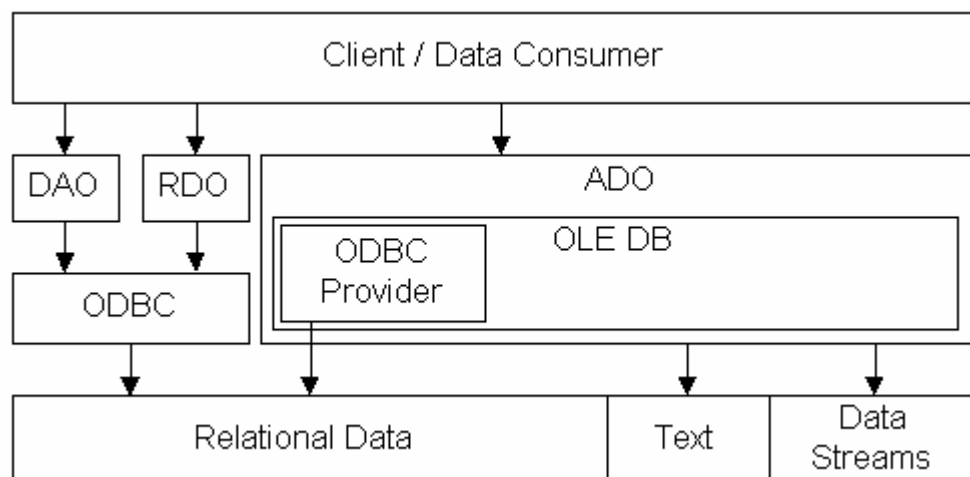 Client / Data Consumer
DAO
RDO
ADO
OLE DB
ODBC
Provider
ODBC
Relational Data
Text
Data
Streams